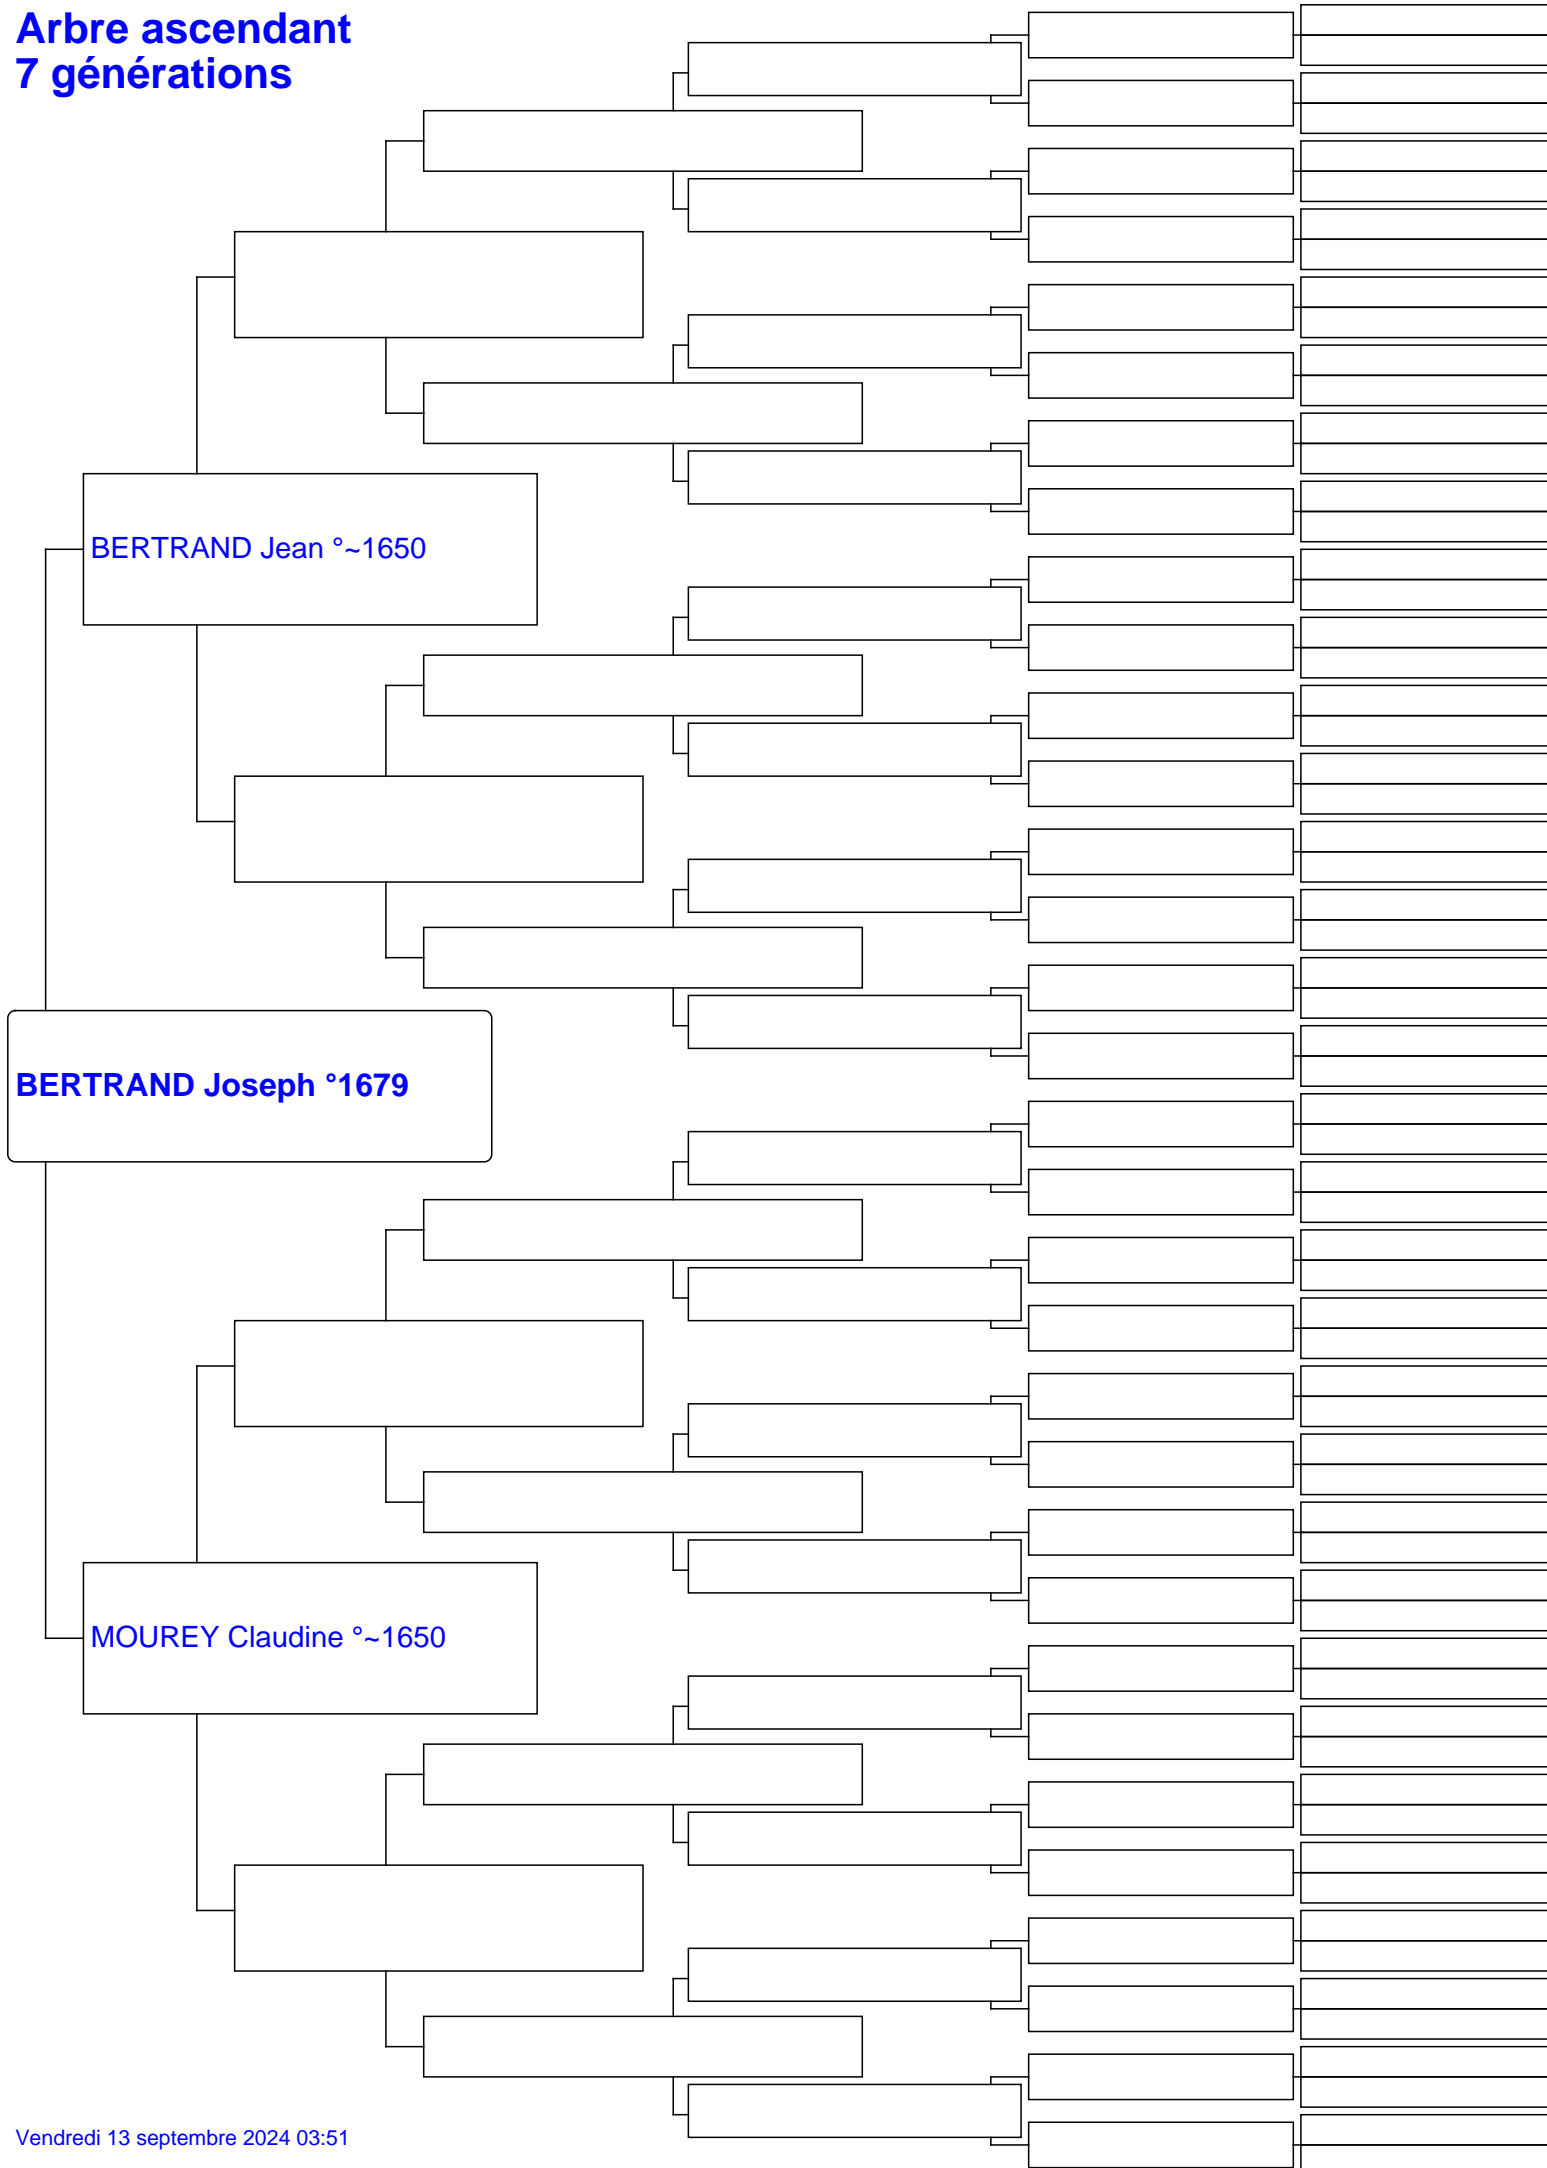 Arbre ascendant
7 générations
BERTRAND Jean °~1650
BERTRAND Joseph °1679
MOUREY Claudine °~1650
Vendredi 13 septembre 2024 03:51